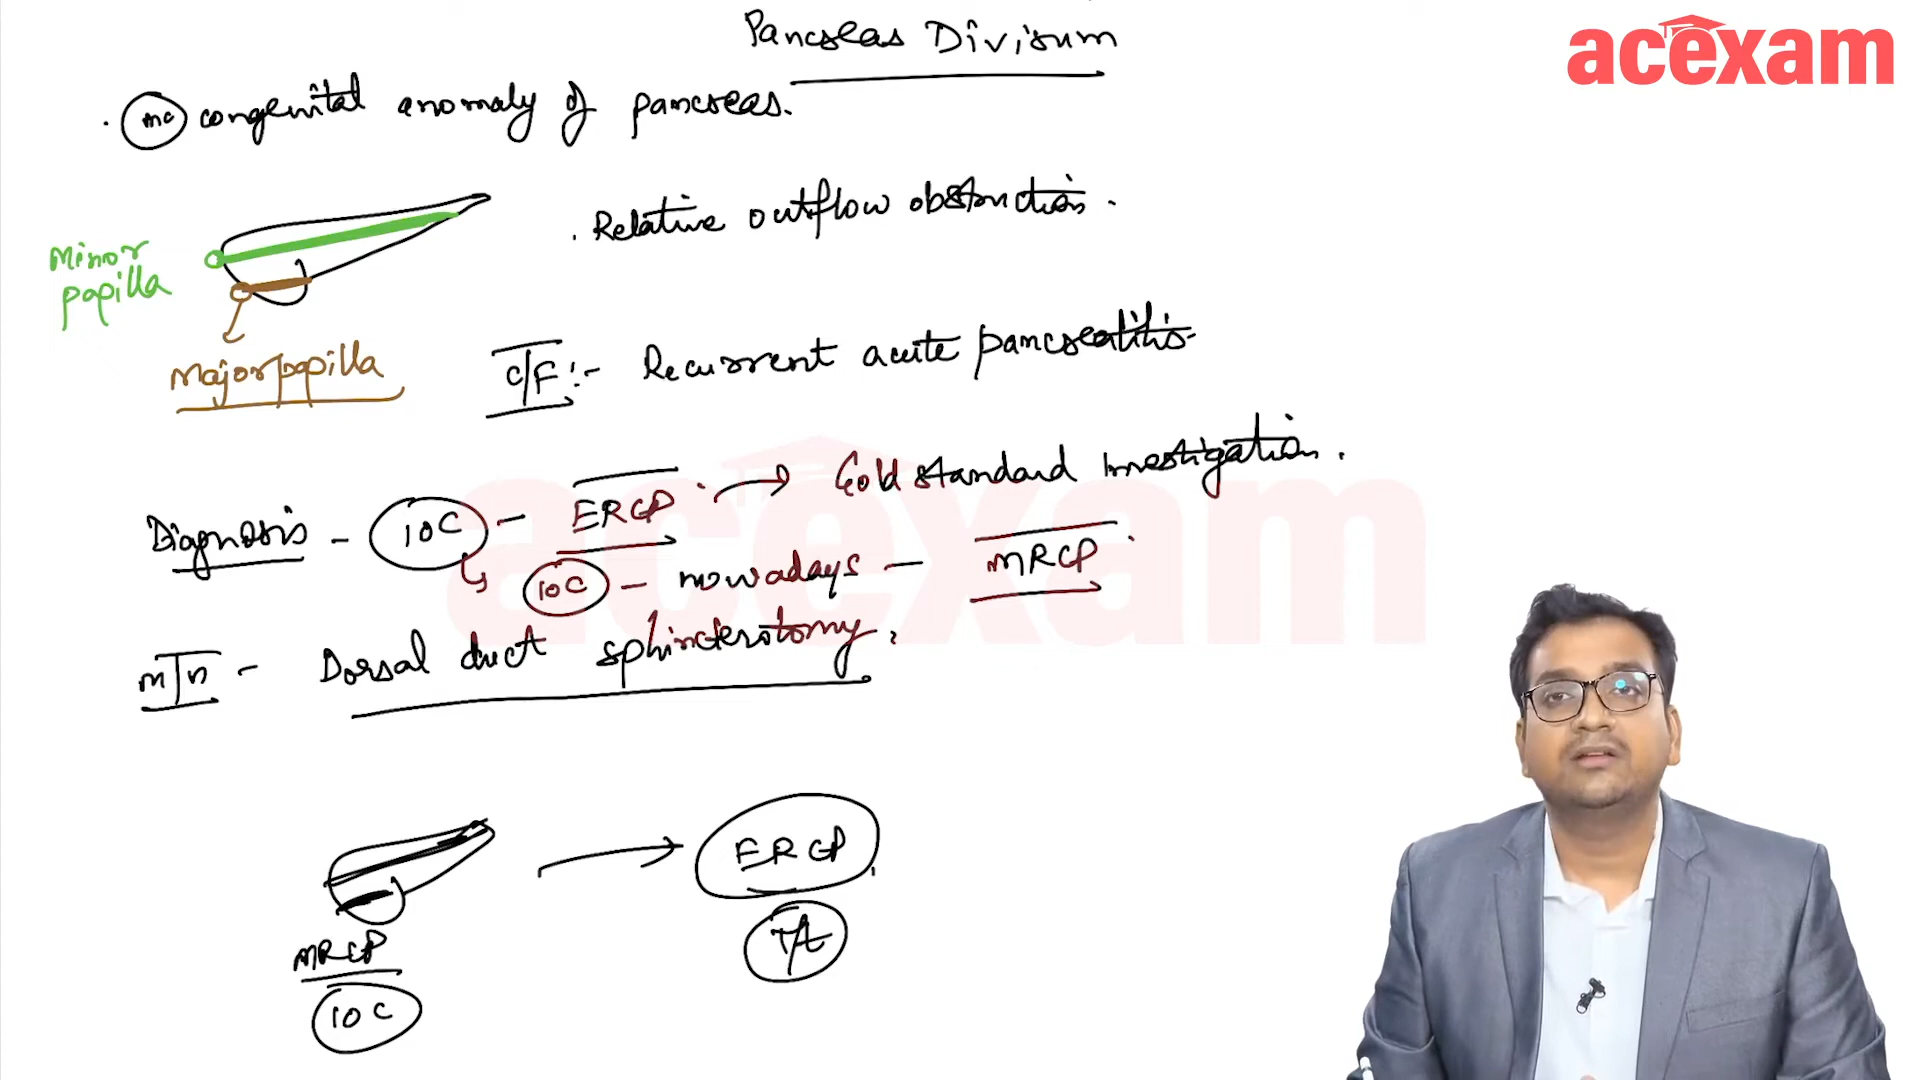 Pancreas Divisum
acexam
. mc congenital anomaly of pancreas.
. Relative outflow obstruction.
Minor papilla
Major papilla
C/F :- Recurrent acute pancreatitis
Diagnosis - IOC - ERCP → Gold standard investigation.
IOC - nowadays - MRCP
m/n - Dorsal duct sphincterotomy.
acexam
ERCP
MRCP
T/t
IOC